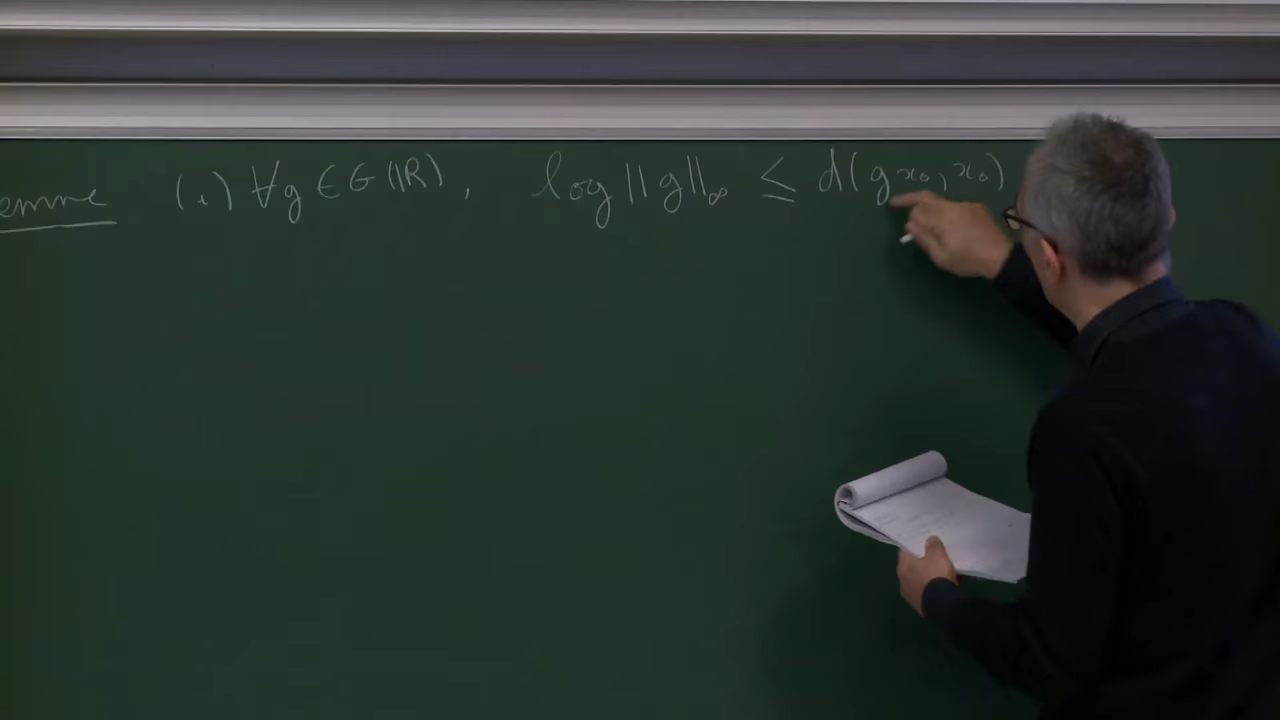 emme (i) ∀g ∈ G(ℝ), log ||g||_∞ ≤ d(gx₀, x₀)